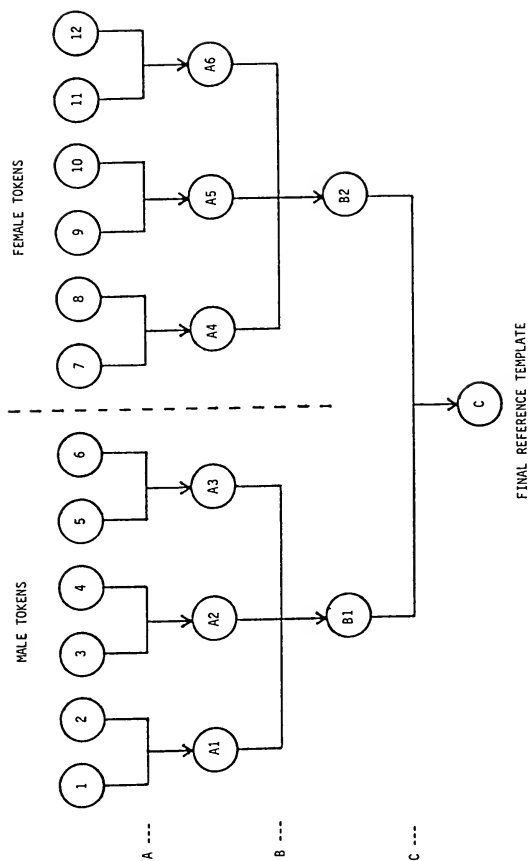 MALE TOKENS
FEMALE TOKENS
1 2 3 4 5 6 7 8 9 10 11 12
A ---
A1 A2 A3 A4 A5 A6
B ---
B1 B2
C ---
C
FINAL REFERENCE TEMPLATE